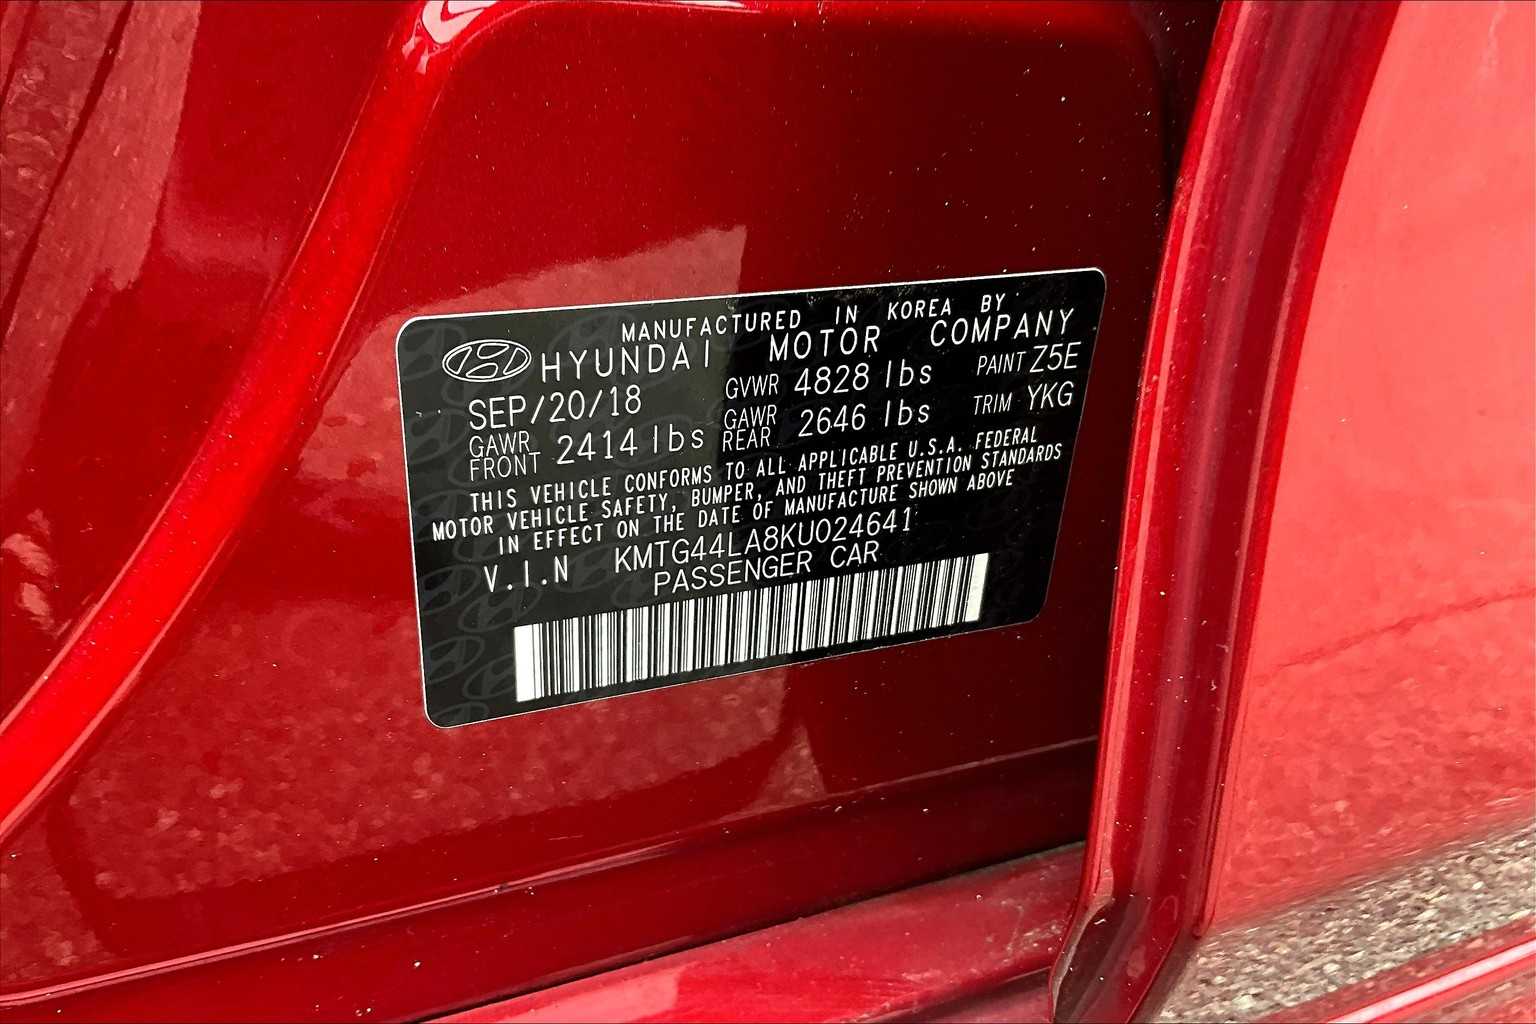 MANUFACTURED IN KOREA BY
HYUNDAI MOTOR COMPANY
SEP/20/18 GVWR 4828 lbs PAINT Z5E
GAWR FRONT 2414 lbs GAWR REAR 2646 lbs TRIM YKG
THIS VEHICLE CONFORMS TO ALL APPLICABLE U.S.A. FEDERAL
MOTOR VEHICLE SAFETY, BUMPER, AND THEFT PREVENTION STANDARDS
IN EFFECT ON THE DATE OF MANUFACTURE SHOWN ABOVE
V.I.N KMTG44LA8KU024641
PASSENGER CAR